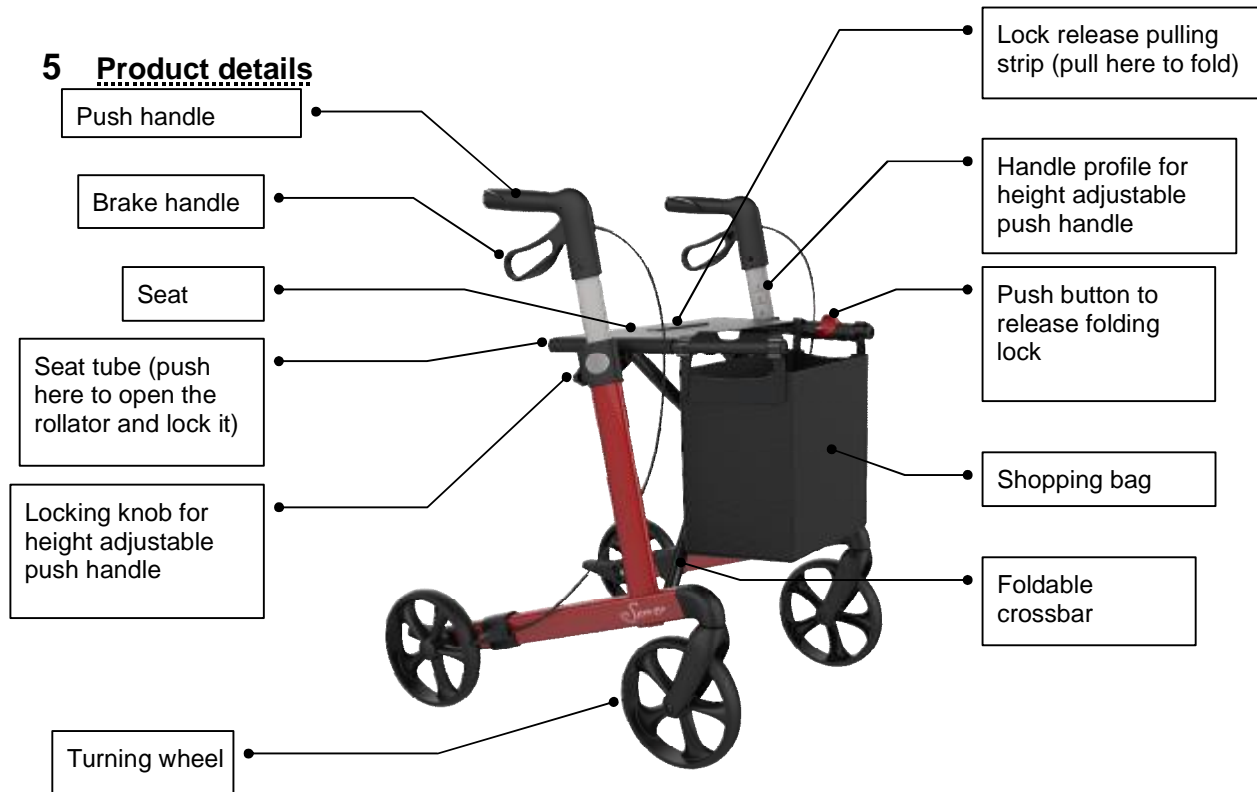 5 Product details
Push handle
Brake handle
Seat
Seat tube (push
here to open the
rollator and lock it)
Locking knob for
height adjustable
push handle
Turning wheel
Lock release pulling
strip (pull here to fold)
Handle profile for
height adjustable
push handle
Push button to
release folding
lock
Shopping bag
Foldable
crossbar